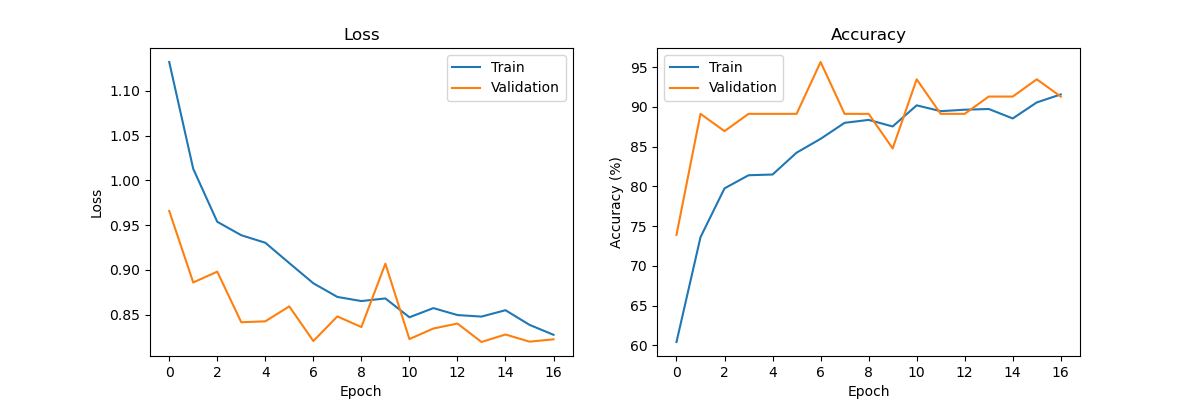 Loss
Train
Validation
1.10
1.05
1.00
0.95
0.90
0.85
Loss
0 2 4 6 8 10 12 14 16
Epoch
Accuracy
Train
Validation
95
90
85
80
75
70
65
60
Accuracy (%)
0 2 4 6 8 10 12 14 16
Epoch